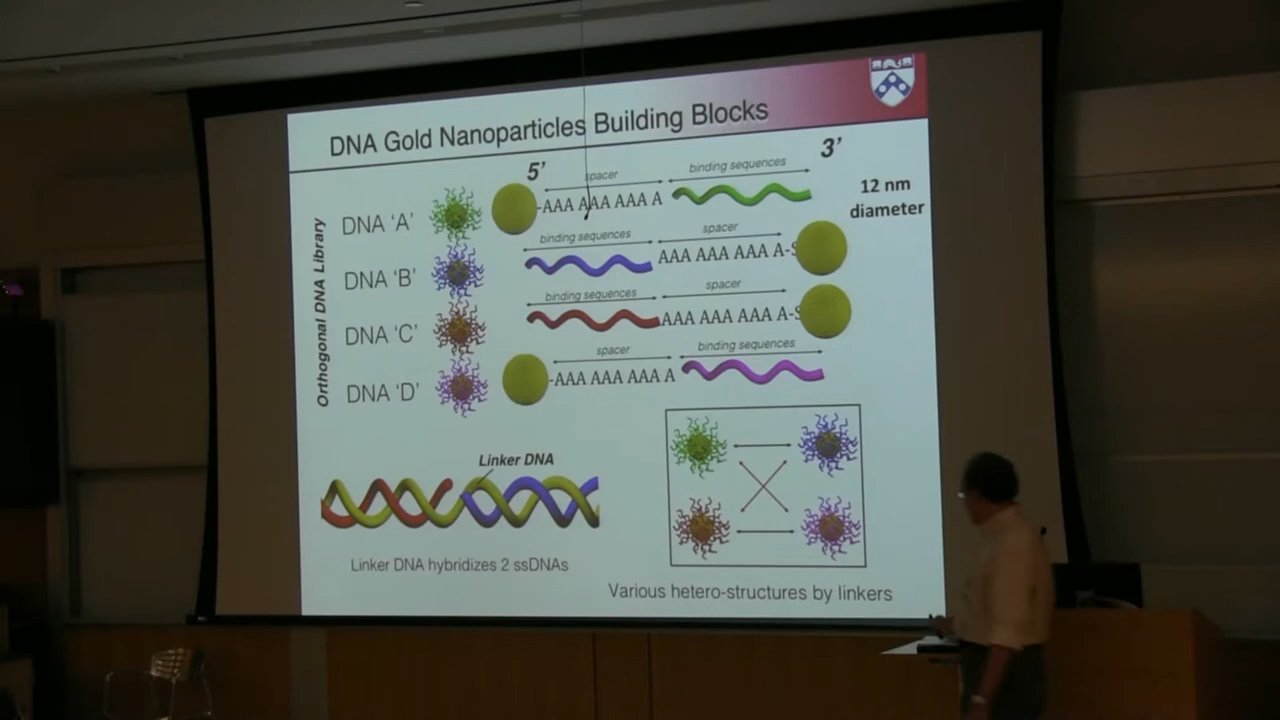 DNA Gold Nanoparticles Building Blocks
5’
3’
spacer
binding sequences
12 nm
diameter
Orthogonal DNA Library
DNA ‘A’
-AAA AAA AAA A
binding sequences
spacer
DNA ‘B’
AAA AAA AAA A-S
binding sequences
spacer
DNA ‘C’
AAA AAA AAA A-S
spacer
binding sequences
DNA ‘D’
-AAA AAA AAA A
Linker DNA
Linker DNA hybridizes 2 ssDNAs
Various hetero-structures by linkers